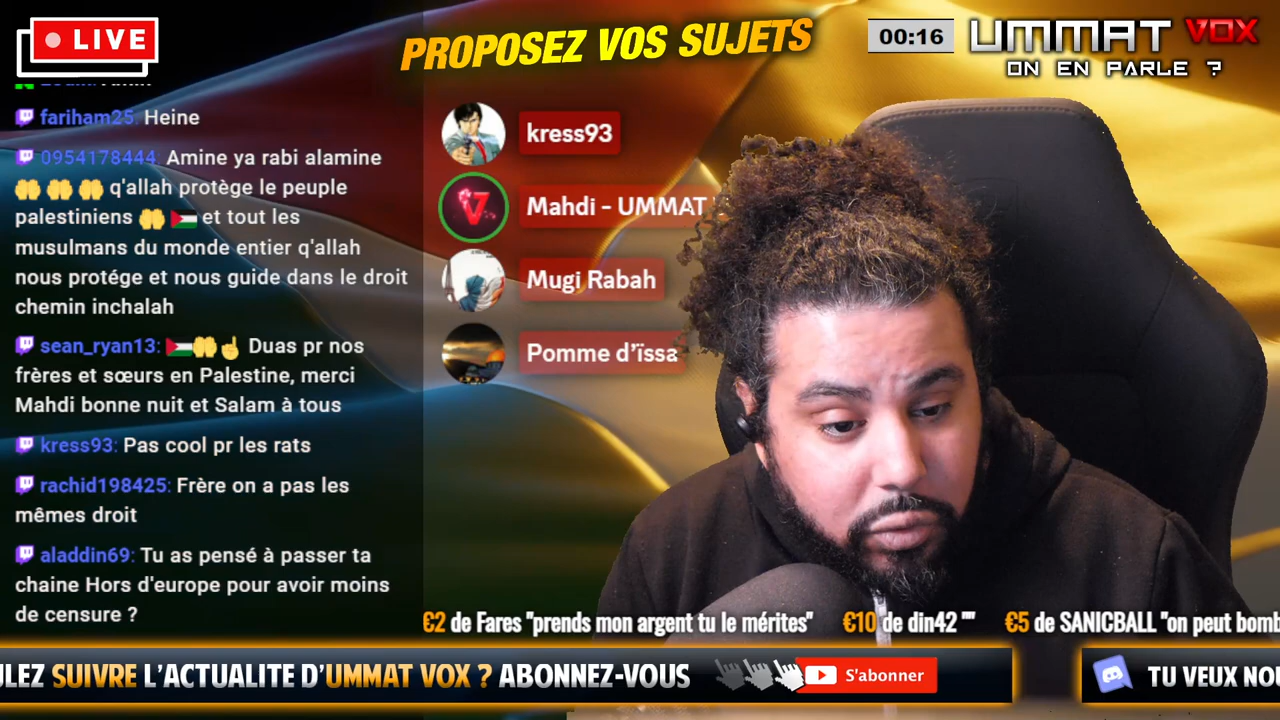 LIVE
PROPOSEZ VOS SUJETS
00:16
UMMAT VOX
ON EN PARLE ?
fariham25: Heine
0954178444: Amine ya rabi alamine
🤲 🤲 🤲 q'allah protège le peuple
palestiniens 🤲 🇵🇸 et tout les
musulmans du monde entier q'allah
nous protége et nous guide dans le droit
chemin inchalah
sean_ryan13: 🇵🇸🤲☝ Duas pr nos
frères et sœurs en Palestine, merci
Mahdi bonne nuit et Salam à tous
kress93: Pas cool pr les rats
rachid198425: Frère on a pas les
mêmes droit
aladdin69: Tu as pensé à passer ta
chaine Hors d'europe pour avoir moins
de censure ?
kress93
Mahdi - UMMAT
Mugi Rabah
Pomme d'ïssa
€2 de Fares "prends mon argent tu le mérites" €10 de din42 "" €5 de SANICBALL "on peut bomb
ULEZ SUIVRE L'ACTUALITE D'UMMAT VOX ? ABONNEZ-VOUS
S'abonner
TU VEUX NOU